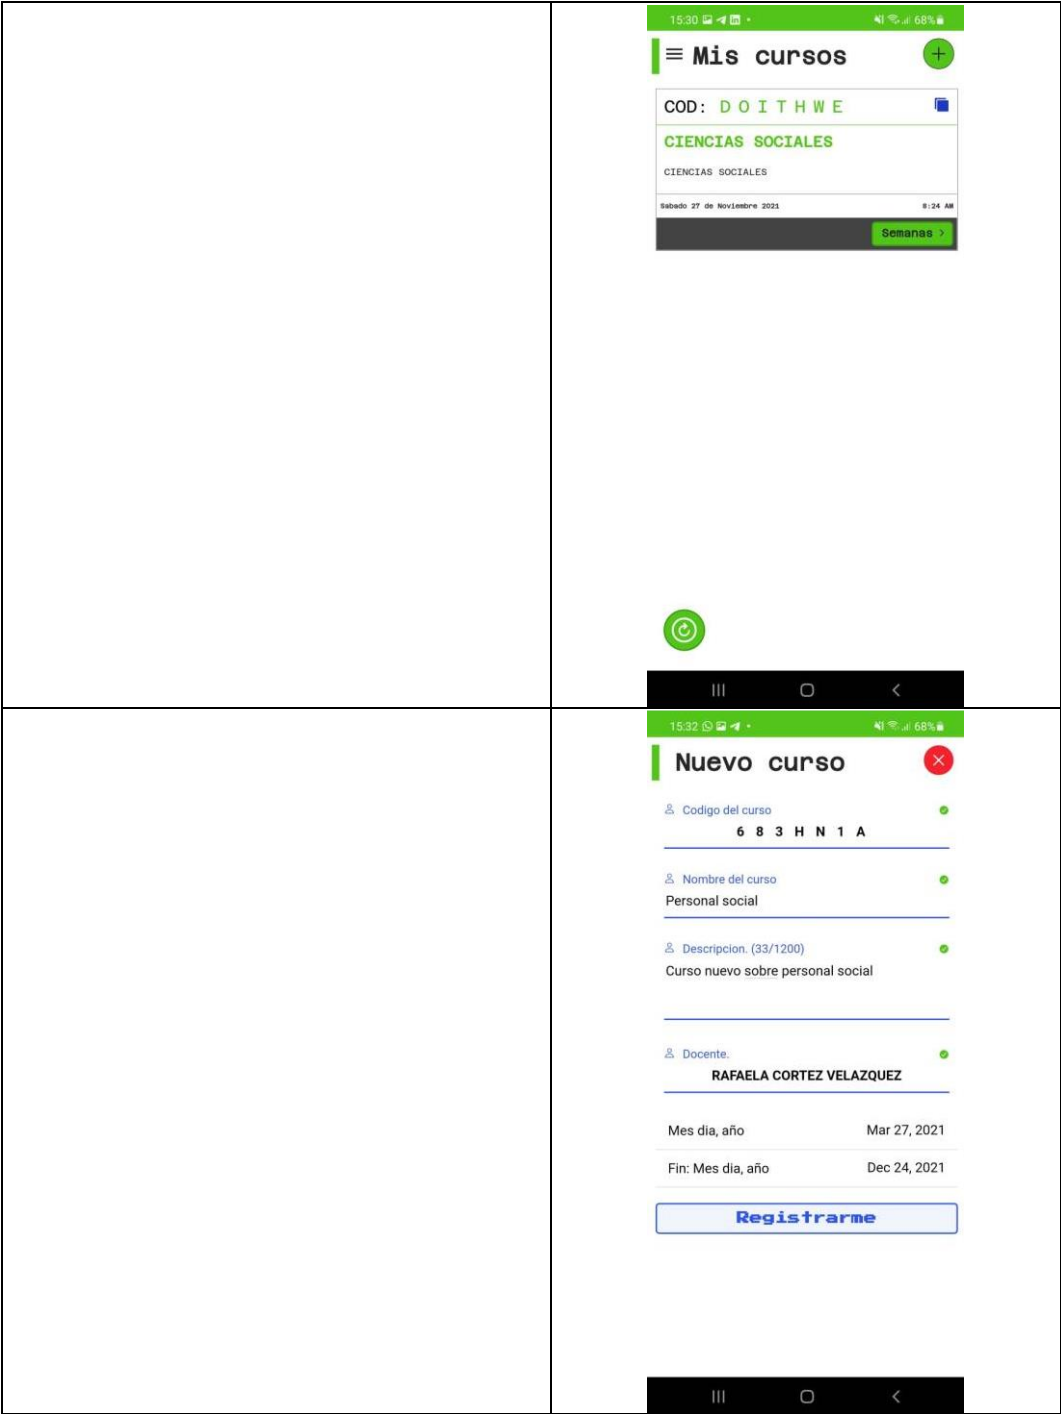 15:30 68%
Mis cursos
COD: D O I T H W E
CIENCIAS SOCIALES
CIENCIAS SOCIALES
Sabado 27 de Noviembre 2021 8:24 AM
Semanas >
15:32 68%
Nuevo curso
Codigo del curso
6 8 3 H N 1 A
Nombre del curso
Personal social
Descripcion. (33/1200)
Curso nuevo sobre personal social
Docente.
RAFAELA CORTEZ VELAZQUEZ
Mes dia, año Mar 27, 2021
Fin: Mes dia, año Dec 24, 2021
Registrarme